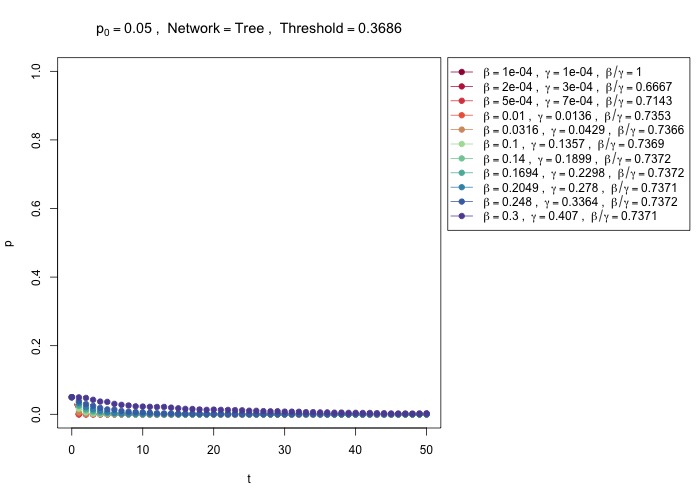 p0 = 0.05 , Network = Tree , Threshold = 0.3686
β = 1e-04 , γ = 1e-04 , β/γ = 1
β = 2e-04 , γ = 3e-04 , β/γ = 0.6667
β = 5e-04 , γ = 7e-04 , β/γ = 0.7143
β = 0.01 , γ = 0.0136 , β/γ = 0.7353
β = 0.0316 , γ = 0.0429 , β/γ = 0.7366
β = 0.1 , γ = 0.1357 , β/γ = 0.7369
β = 0.14 , γ = 0.1899 , β/γ = 0.7372
β = 0.1694 , γ = 0.2298 , β/γ = 0.7372
β = 0.2049 , γ = 0.278 , β/γ = 0.7371
β = 0.248 , γ = 0.3364 , β/γ = 0.7372
β = 0.3 , γ = 0.407 , β/γ = 0.7371
p
1.0
0.8
0.6
0.4
0.2
0.0
0 10 20 30 40 50
t